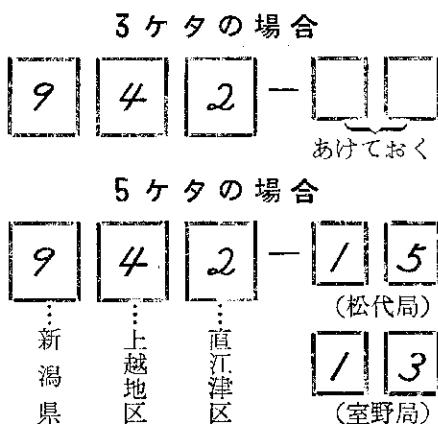 3ケタの場合
942-
あけておく
5ケタの場合
942-15
(松代局)
新潟県
上越地区
直江津区
13
(室野局)